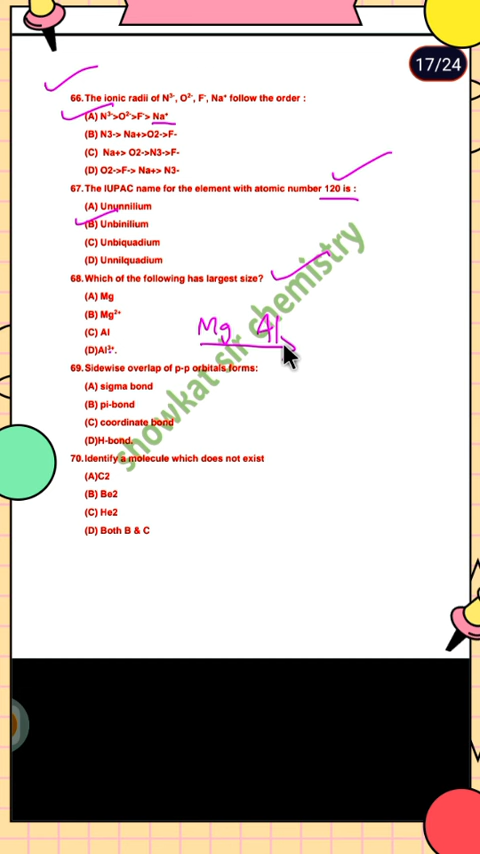 17/24
66.The ionic radii of N³⁻, O²⁻, F⁻, Na⁺ follow the order :
(A) N³⁻>O²⁻>F⁻> Na⁺
(B) N3-> Na+>O2->F-
(C) Na+> O2->N3->F-
(D) O2->F-> Na+> N3-
67.The IUPAC name for the element with atomic number 120 is :
(A) Ununnilium
(B) Unbinilium
(C) Unbiquadium
(D) Unnilquadium
68.Which of the following has largest size?
(A) Mg
(B) Mg²⁺
(C) Al
(D)Al³⁺.
Mg Al
69.Sidewise overlap of p-p orbitals forms:
(A) sigma bond
(B) pi-bond
(C) coordinate bond
(D)H-bond.
70.Identify a molecule which does not exist
(A)C2
(B) Be2
(C) He2
(D) Both B & C
showkat sir chemistry